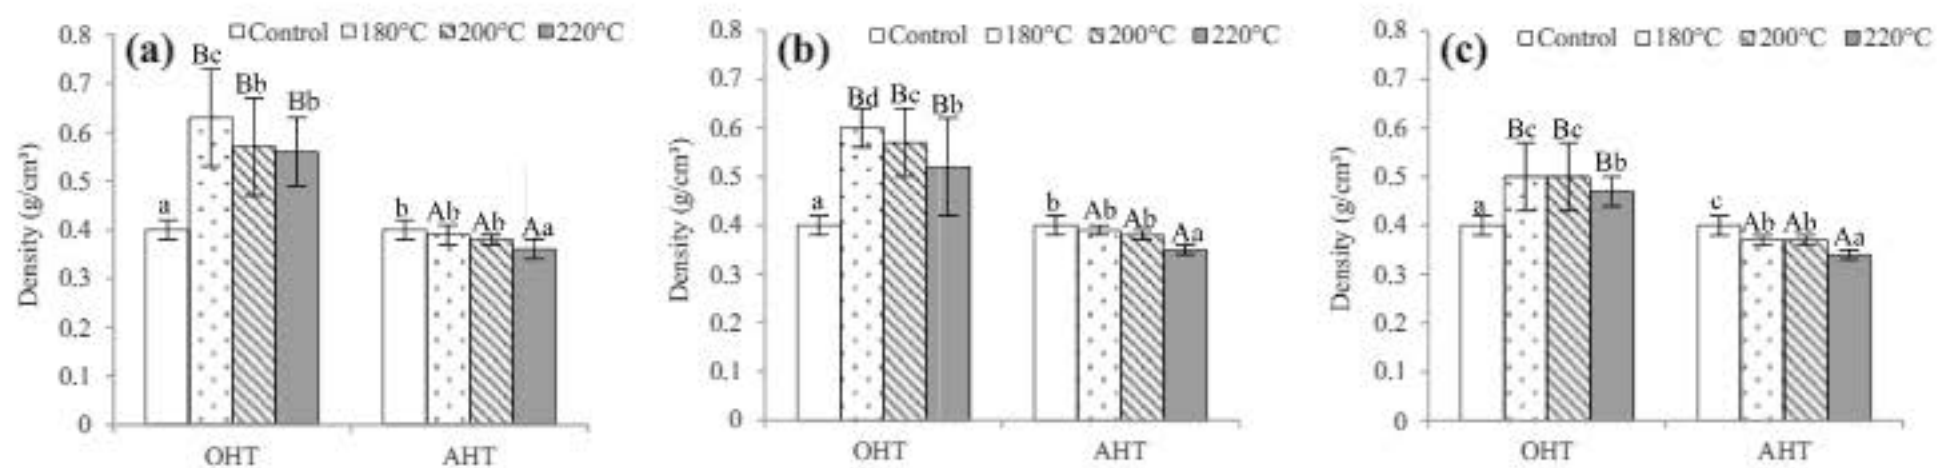 (a)
Control 180°C 200°C 220°C
Density (g/cm³)
0.8
0.7
0.6
0.5
0.4
0.3
0.2
0.1
0
a Bc Bb Bb
b Ab Ab Aa
OHT AHT
(b)
Control 180°C 200°C 220°C
Density (g/cm³)
0.8
0.7
0.6
0.5
0.4
0.3
0.2
0.1
0
a Bd Bc Bb
b Ab Ab Aa
OHT AHT
(c)
Control 180°C 200°C 220°C
Density (g/cm³)
0.8
0.7
0.6
0.5
0.4
0.3
0.2
0.1
0
a Bc Bc Bb
c Ab Ab Aa
OHT AHT